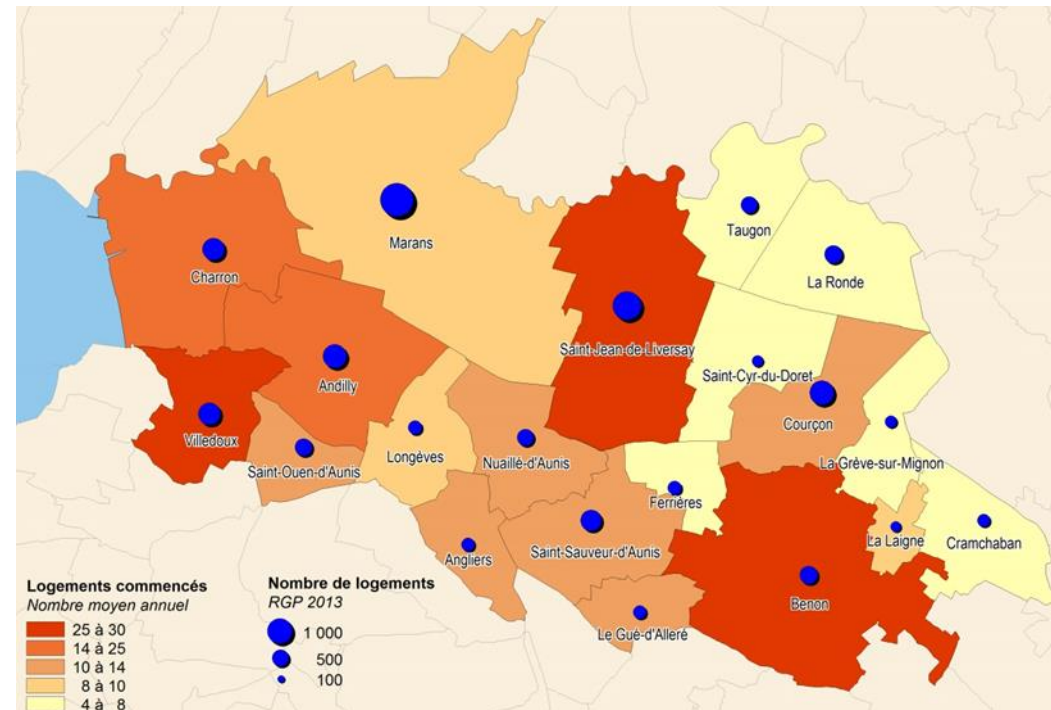 Taugon
Marans
La Ronde
Charron
Saint-Jean-de-Liversay
Saint-Cyr-du-Doret
Andilly
Courçon
Villedoux
Longèves
Nuaillé-d'Aunis
La Grève-sur-Mignon
Saint-Ouen-d'Aunis
Ferrières
La Laigne
Cramchaban
Angliers
Saint-Sauveur-d'Aunis
Benon
Le Gué-d'Alleré
Logements commencés
Nombre moyen annuel
25 à 30
14 à 25
10 à 14
8 à 10
4 à 8
Nombre de logements
RGP 2013
1 000
500
100